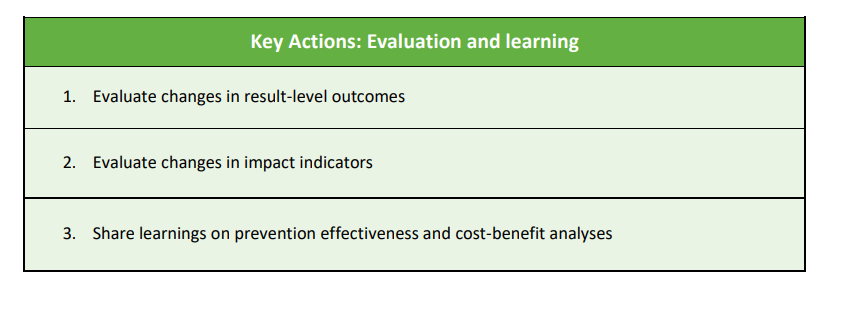 Key Actions: Evaluation and learning
1. Evaluate changes in result-level outcomes
2. Evaluate changes in impact indicators
3. Share learnings on prevention effectiveness and cost-benefit analyses